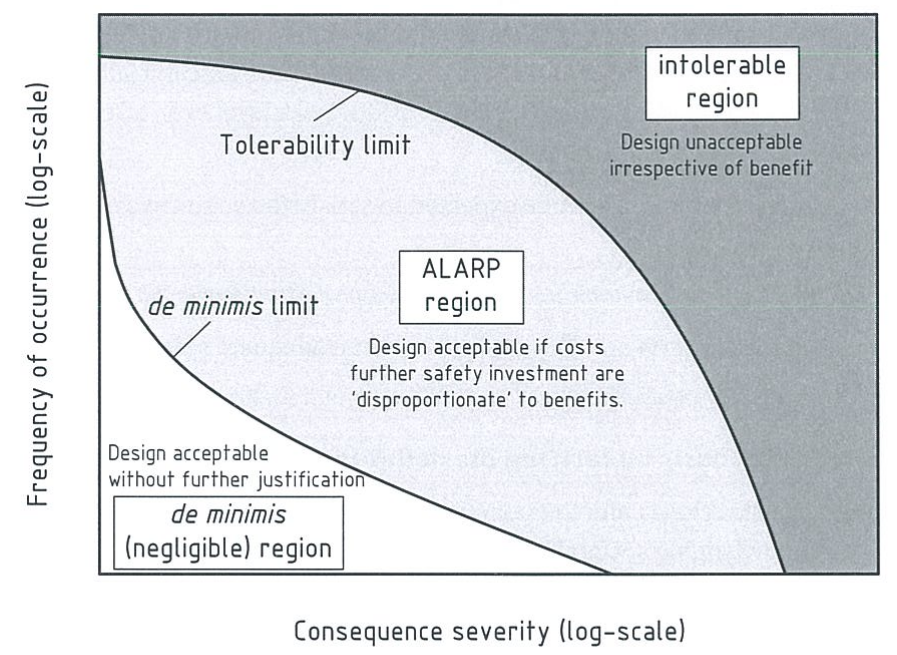 intolerable
region
Design unacceptable
irrespective of benefit
Tolerability limit
ALARP
region
Design acceptable if costs
further safety investment are
'disproportionate' to benefits.
de minimis limit
Design acceptable
without further justification
de minimis
(negligible) region
Frequency of occurrence (log-scale)
Consequence severity (log-scale)